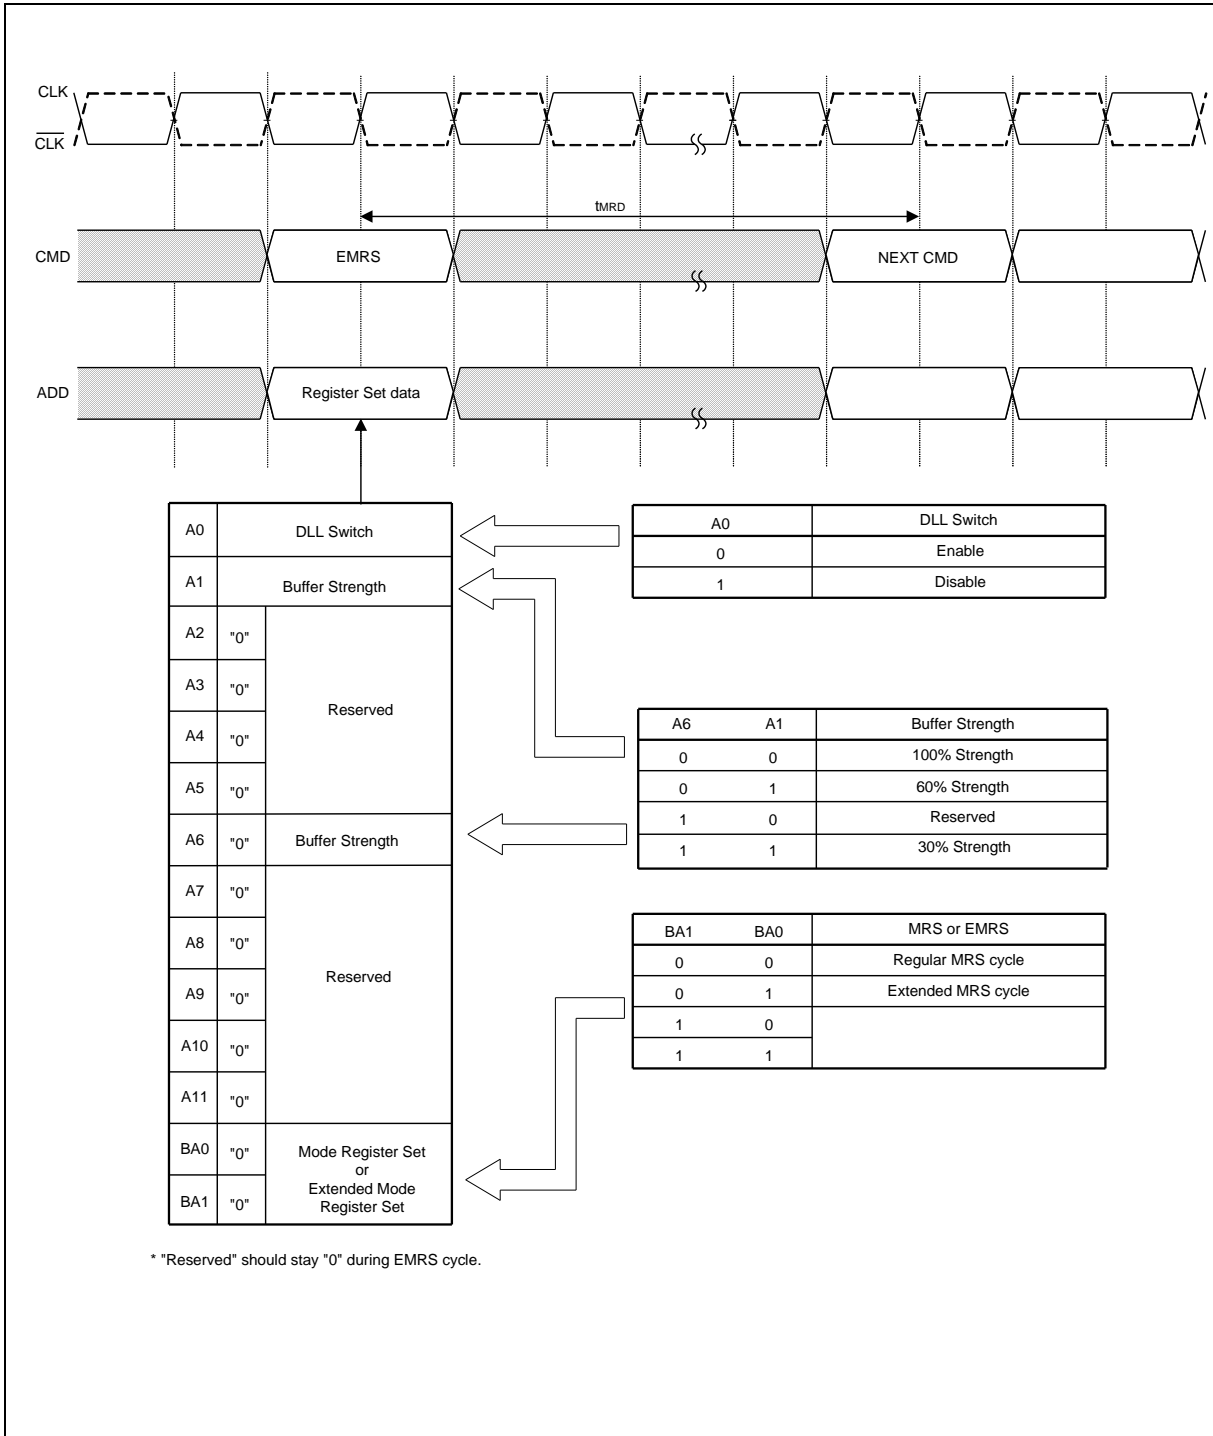 CLK
CLK
tMRD
CMD
EMRS
NEXT CMD
ADD
Register Set data
A0 DLL Switch
A1 Buffer Strength
A2 "0"
A3 "0"
Reserved
A4 "0"
A5 "0"
A6 "0" Buffer Strength
A7 "0"
A8 "0"
Reserved
A9 "0"
A10 "0"
A11 "0"
BA0 "0"
BA1 "0"
Mode Register Set
or
Extended Mode
Register Set
A0 DLL Switch
0 Enable
1 Disable
A6 A1 Buffer Strength
0 0 100% Strength
0 1 60% Strength
1 0 Reserved
1 1 30% Strength
BA1 BA0 MRS or EMRS
0 0 Regular MRS cycle
0 1 Extended MRS cycle
1 0
1 1
* "Reserved" should stay "0" during EMRS cycle.